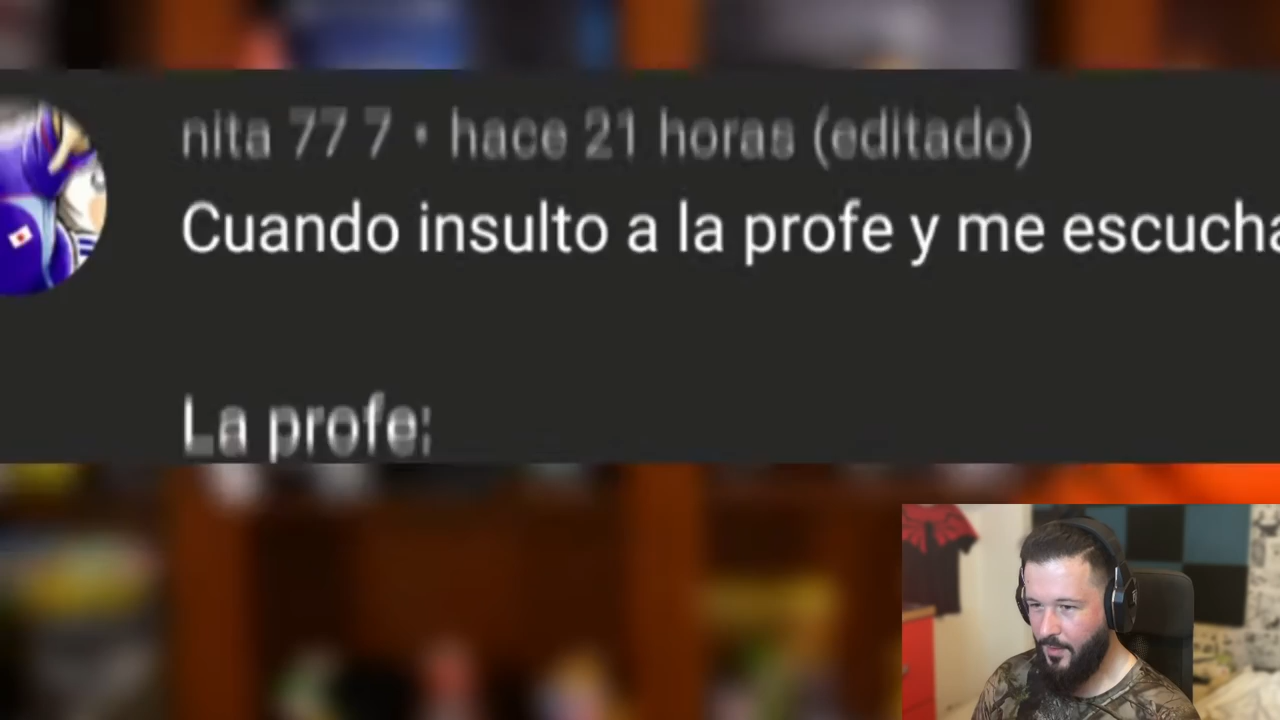 nita 77 7 • hace 21 horas (editado)
Cuando insulto a la profe y me escucha
La profe: